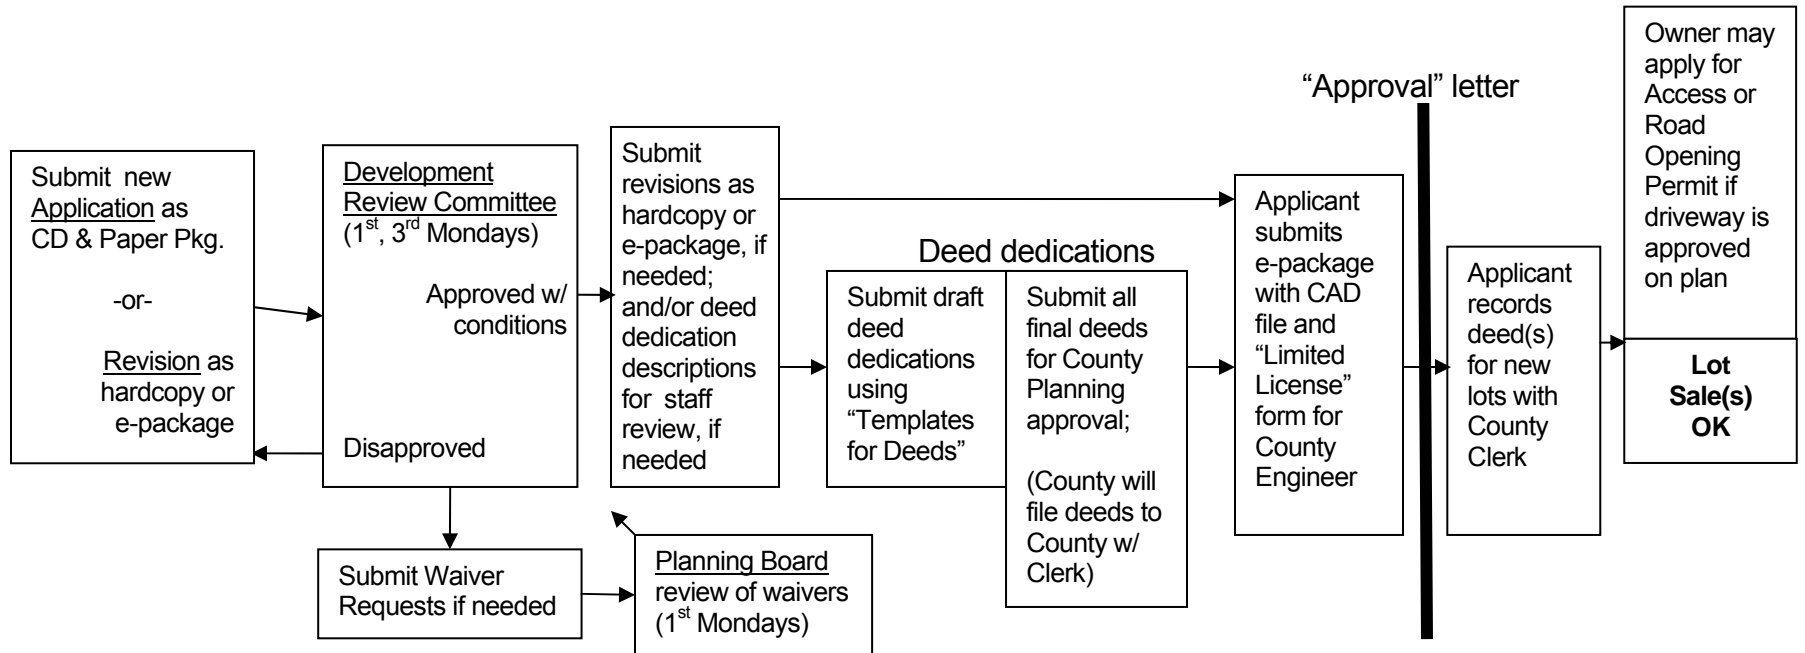 Submit new
Application as
CD & Paper Pkg.
-or-
Revision as
hardcopy or
e-package
Development
Review Committee
(1st, 3rd Mondays)
Approved w/
conditions
Disapproved
Submit Waiver
Requests if needed
Planning Board
review of waivers
(1st Mondays)
Submit
revisions as
hardcopy or
e-package, if
needed;
and/or deed
dedication
descriptions
for staff
review, if
needed
Deed dedications
Submit draft
deed
dedications
using
“Templates
for Deeds”
Submit all
final deeds
for County
Planning
approval;
(County will
file deeds to
County w/
Clerk)
Applicant
submits
e-package
with CAD
file and
“Limited
License”
form for
County
Engineer
“Approval” letter
Applicant
records
deed(s)
for new
lots with
County
Clerk
Owner may
apply for
Access or
Road
Opening
Permit if
driveway is
approved
on plan
Lot
Sale(s)
OK